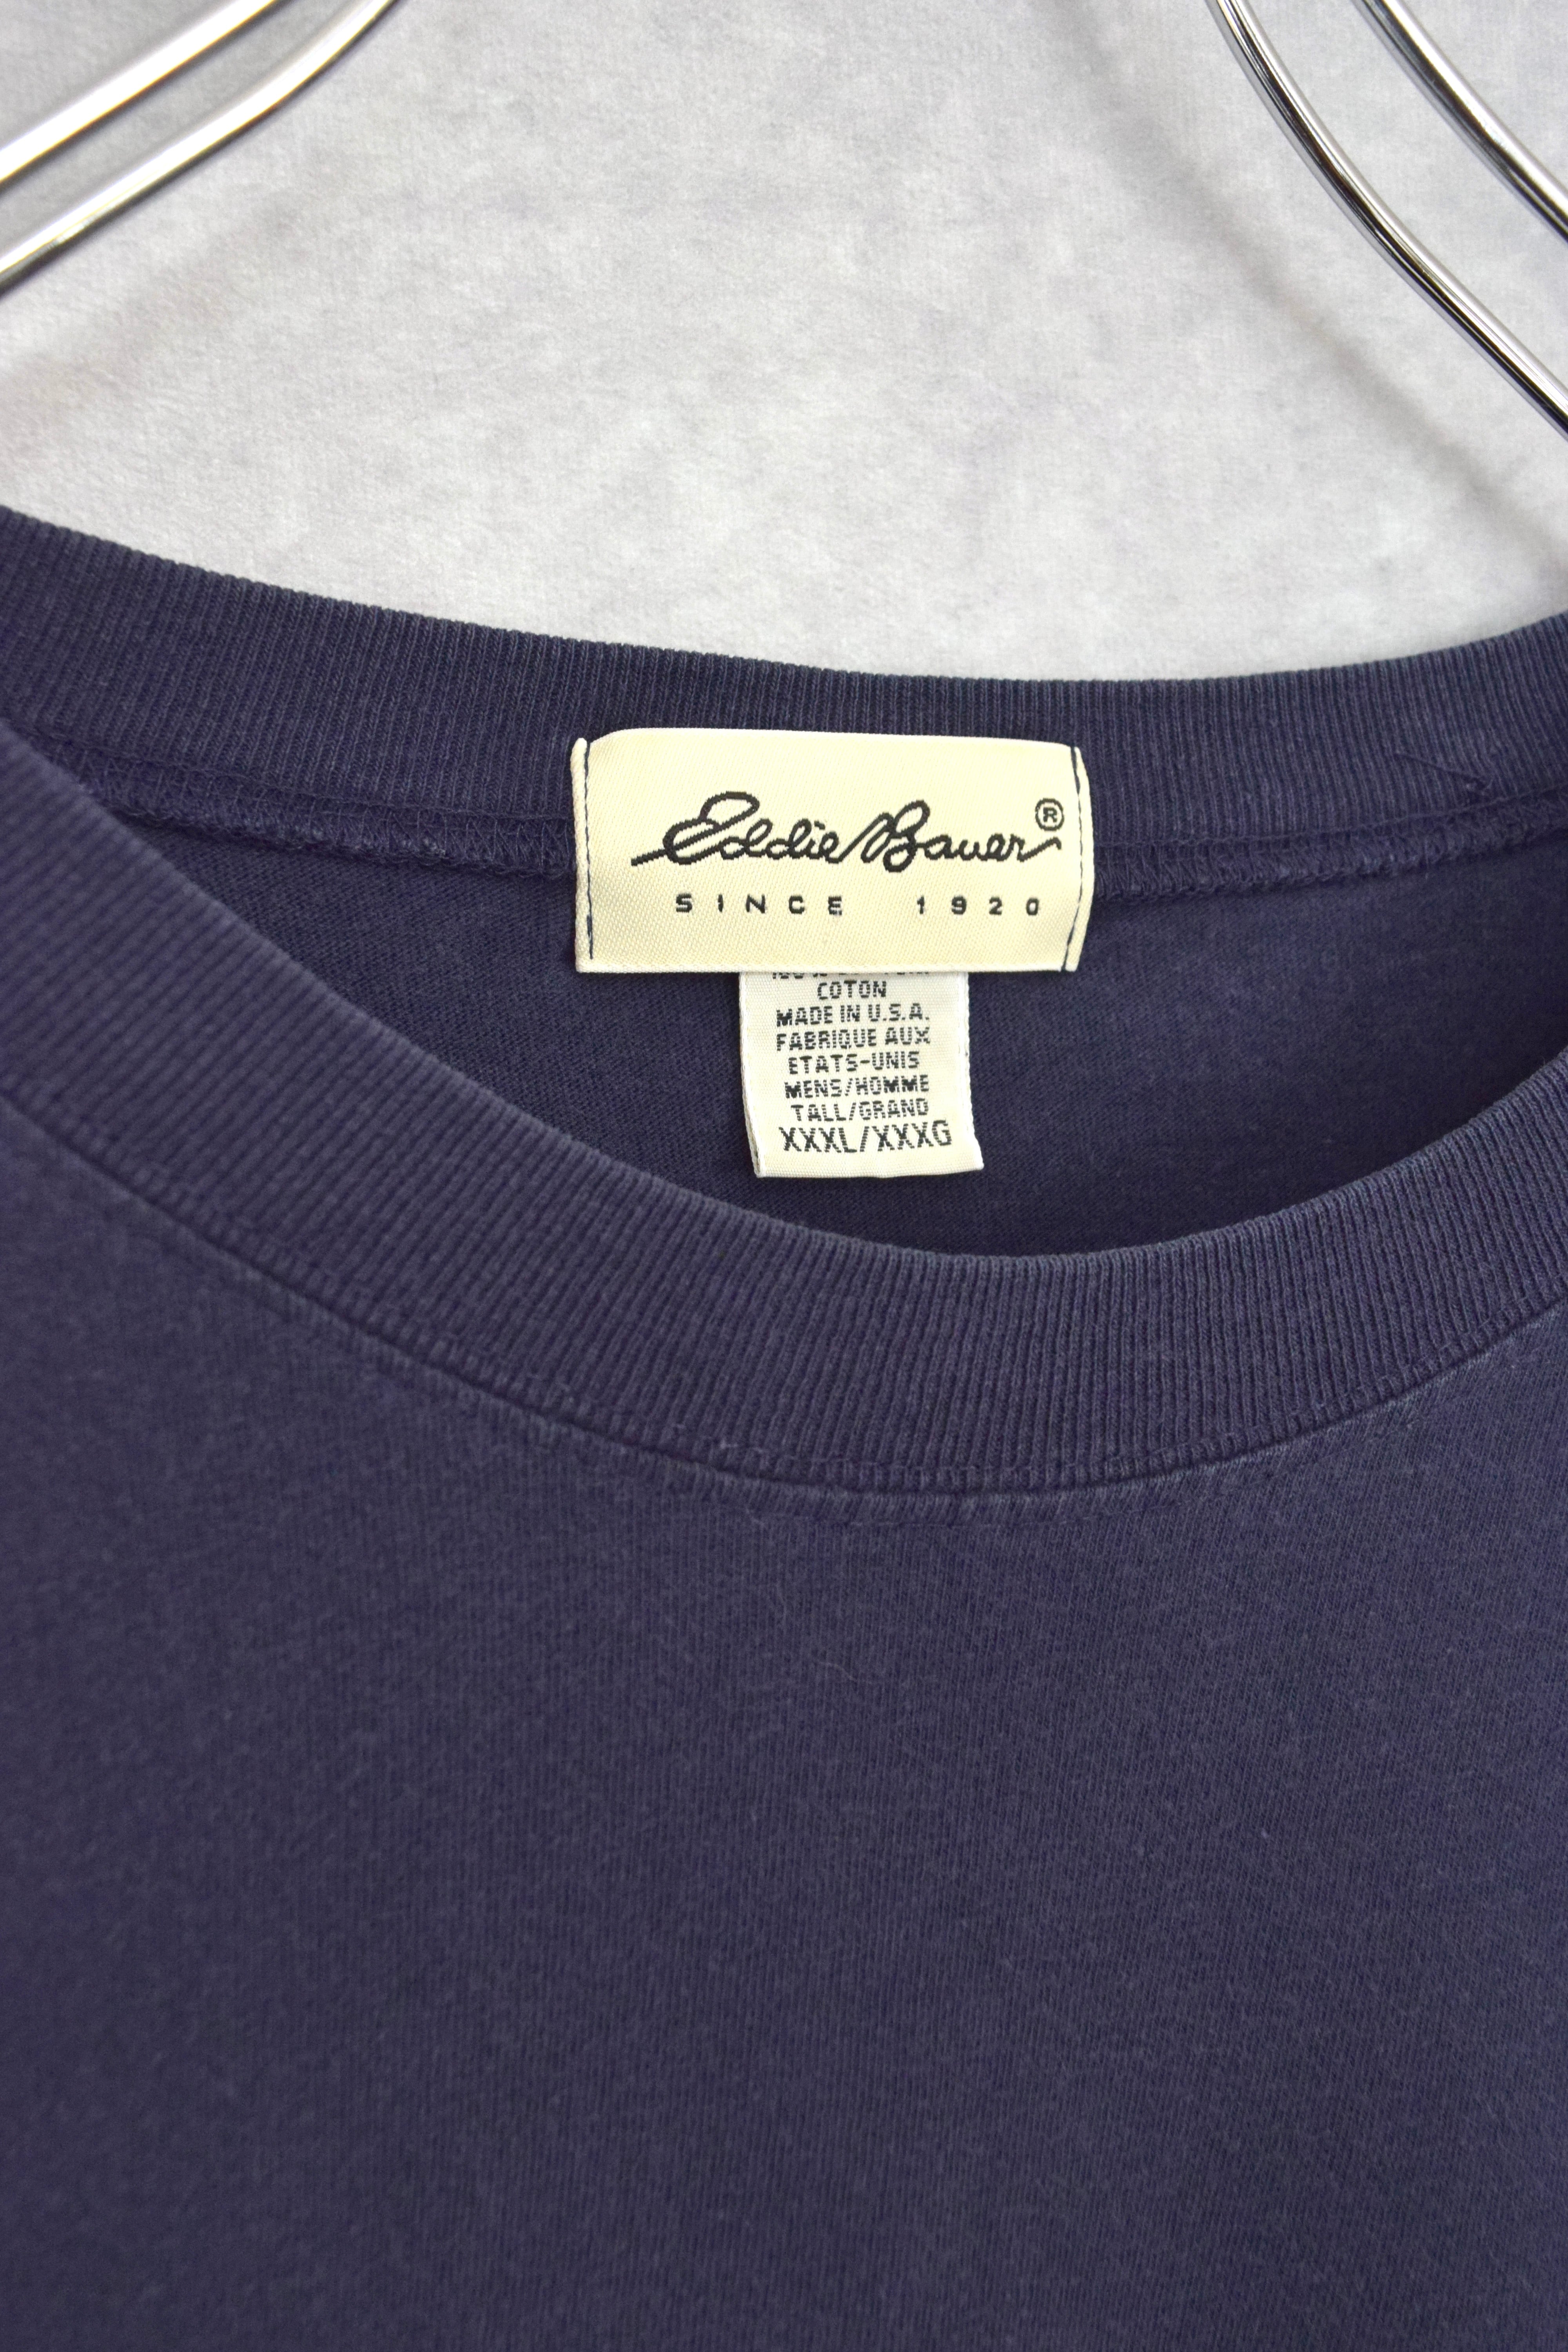 Eddie Bauer®
SINCE 1920
COTON
MADE IN U.S.A.
FABRIQUE AUX
ETATS-UNIS
MENS/HOMME
TALL/GRAND
XXXL/XXXG